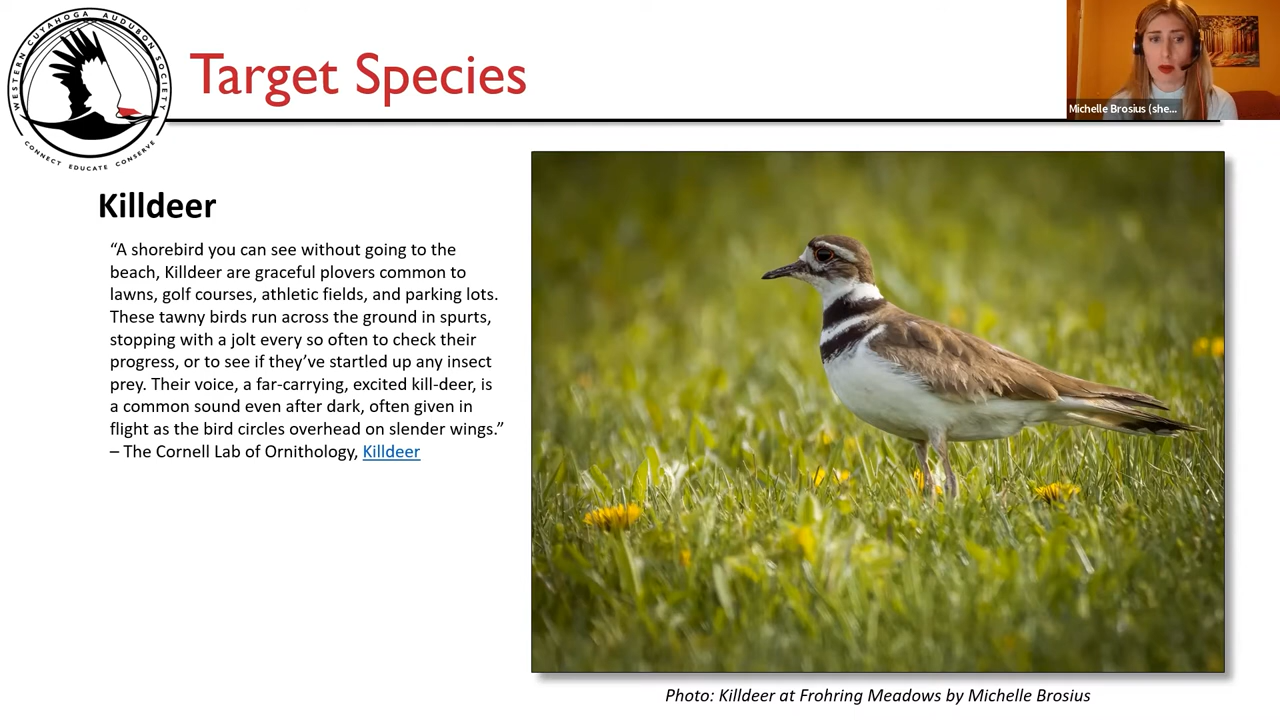 WESTERN CUYAHOGA AUDUBON SOCIETY
CONNECT EDUCATE CONSERVE
Target Species
Michelle Brosius (she...
Killdeer
“A shorebird you can see without going to the
beach, Killdeer are graceful plovers common to
lawns, golf courses, athletic fields, and parking lots.
These tawny birds run across the ground in spurts,
stopping with a jolt every so often to check their
progress, or to see if they’ve startled up any insect
prey. Their voice, a far-carrying, excited kill-deer, is
a common sound even after dark, often given in
flight as the bird circles overhead on slender wings.”
– The Cornell Lab of Ornithology, Killdeer
Photo: Killdeer at Frohring Meadows by Michelle Brosius